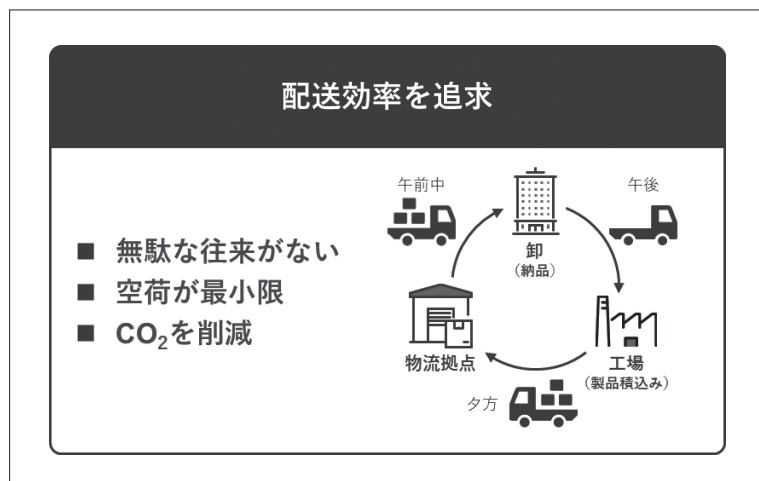 配送効率を追求
■ 無駄な往来がない
■ 空荷が最小限
■ CO₂を削減
午前中
午後
卸
（納品）
物流拠点
工場
（製品積込み）
夕方